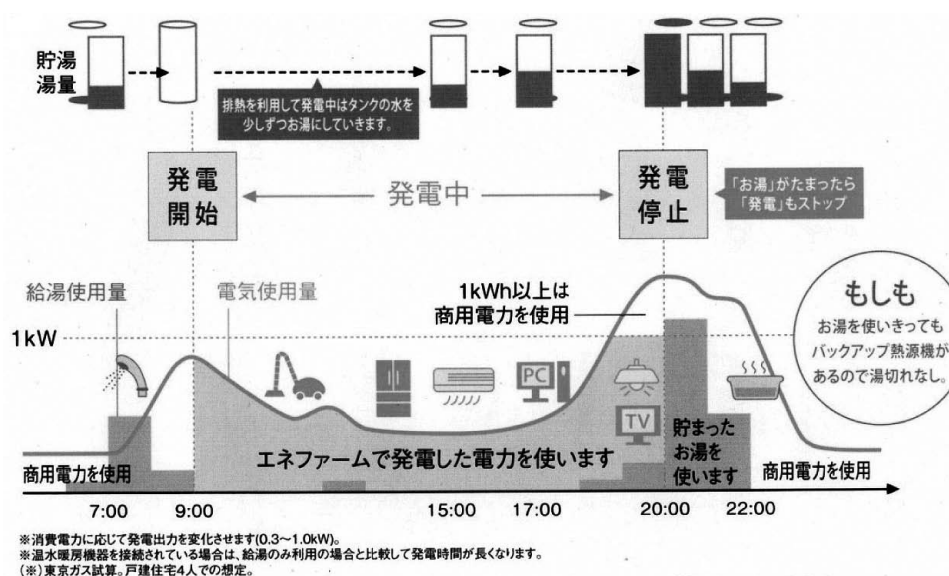 貯湯
湯量
排熱を利用して発電中はタンクの水を
少しずつお湯にしていきます。
発電
開始
発電中
発電
停止
「お湯」がたまったら
「発電」もストップ
給湯使用量
電気使用量
1kWh以上は
商用電力を使用
もしも
お湯を使いきっても
バックアップ熱源機が
あるので湯切れなし。
1kW
PC
TV
商用電力を使用
エネファームで発電した電力を使います
貯まった
お湯を
使います
商用電力を使用
7:00
9:00
15:00
17:00
20:00
22:00
※消費電力に応じて発電出力を変化させます(0.3〜1.0kW)。
※温水暖房機器を接続されている場合は、給湯のみ利用の場合と比較して発電時間が長くなります。
(※)東京ガス試算。戸建住宅4人での想定。